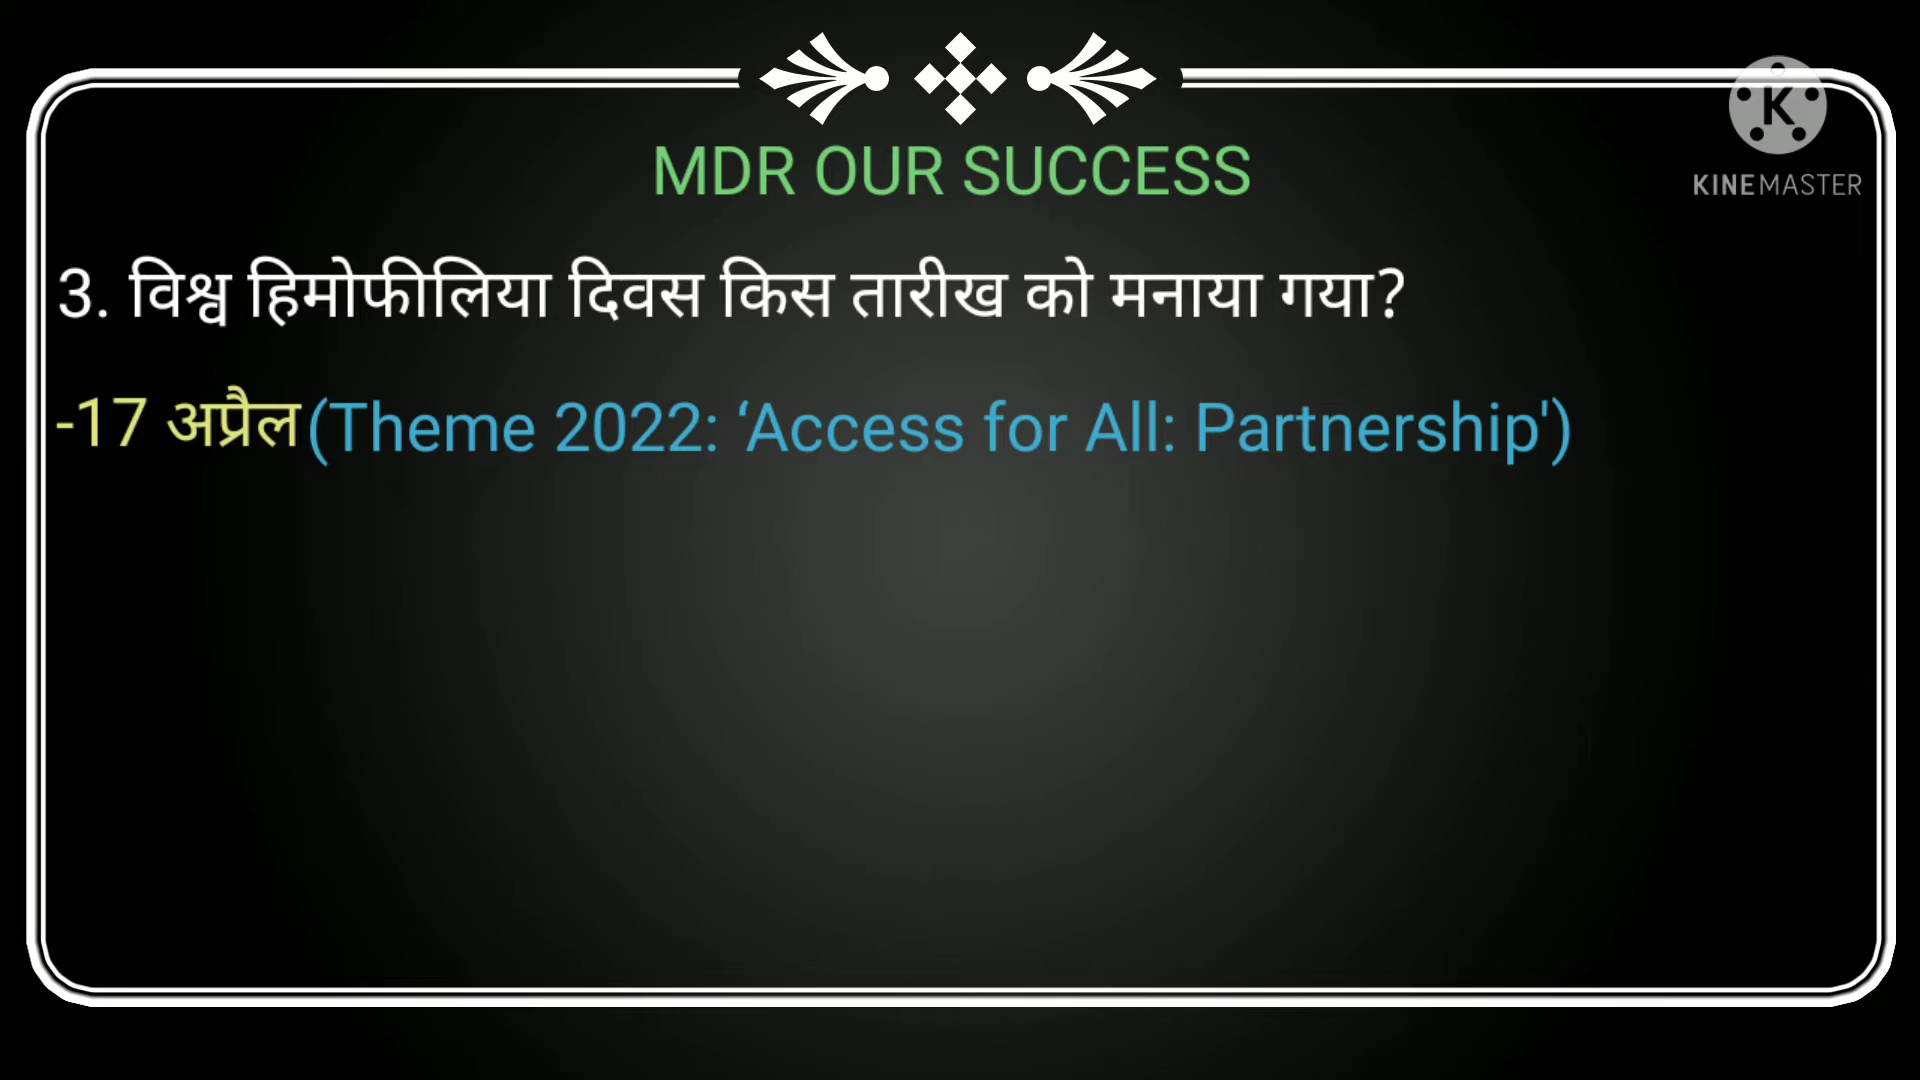 MDR OUR SUCCESS
KINEMASTER
3. विश्व हिमोफीलिया दिवस किस तारीख को मनाया गया?
-17 अप्रैल(Theme 2022: ‘Access for All: Partnership')